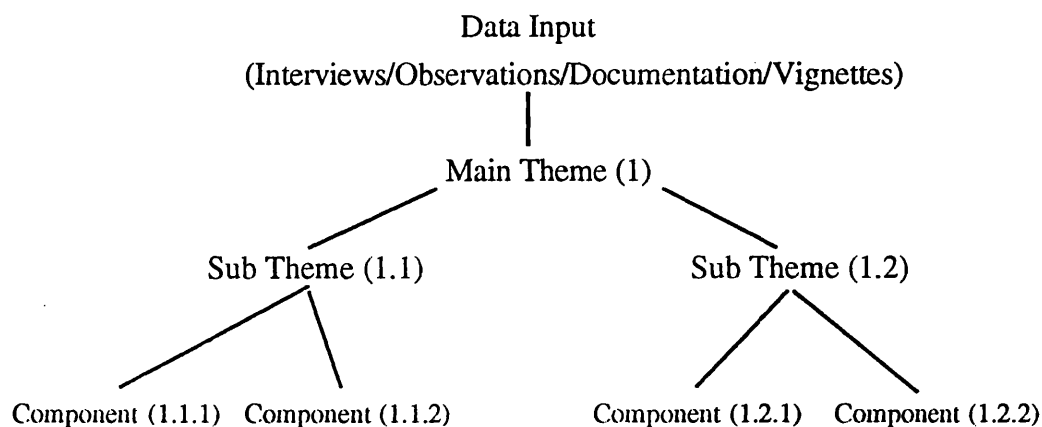 Data Input
(Interviews/Observations/Documentation/Vignettes)
Main Theme (1)
Sub Theme (1.1) Sub Theme (1.2)
Component (1.1.1) Component (1.1.2) Component (1.2.1) Component (1.2.2)